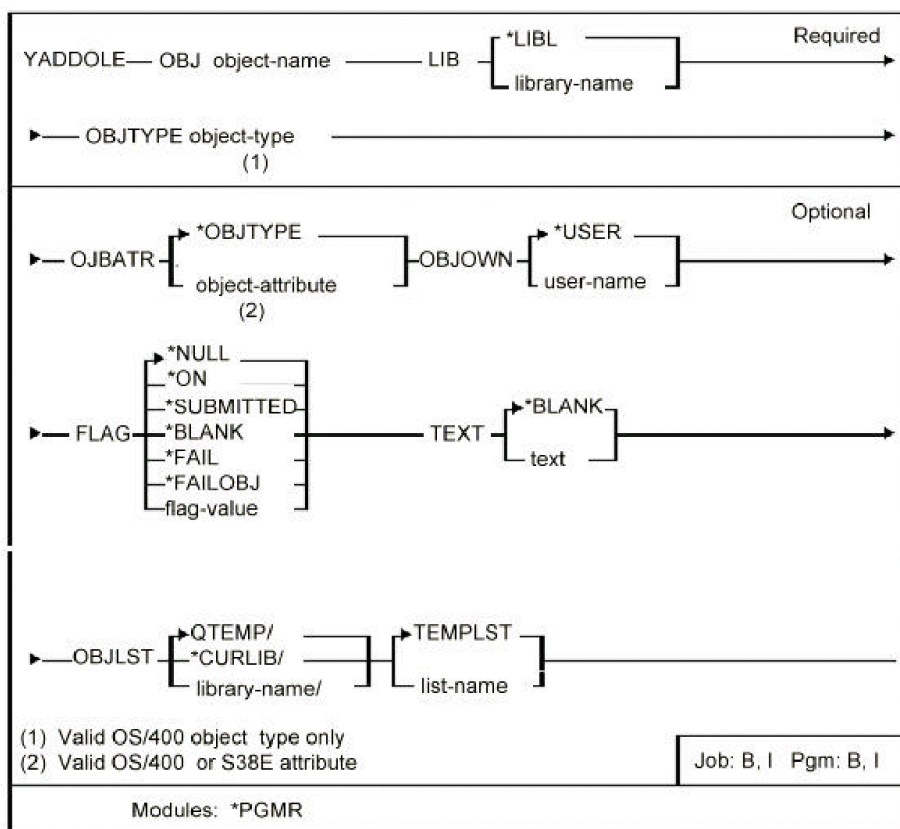 Required
*LIBL
YADDOLE OBJ object-name LIB
library-name
OBJTYPE object-type
(1)
Optional
*OBJTYPE *USER
OJBATR OBJOWN
object-attribute user-name
(2)
*NULL
*ON
*SUBMITTED *BLANK
FLAG *BLANK TEXT
*FAIL text
*FAILOBJ
flag-value
QTEMP/ TEMPLST
OBJLST *CURLIB/
library-name/ list-name
(1) Valid OS/400 object type only
(2) Valid OS/400 or S38E attribute
Job: B, I Pgm: B, I
Modules: *PGMR